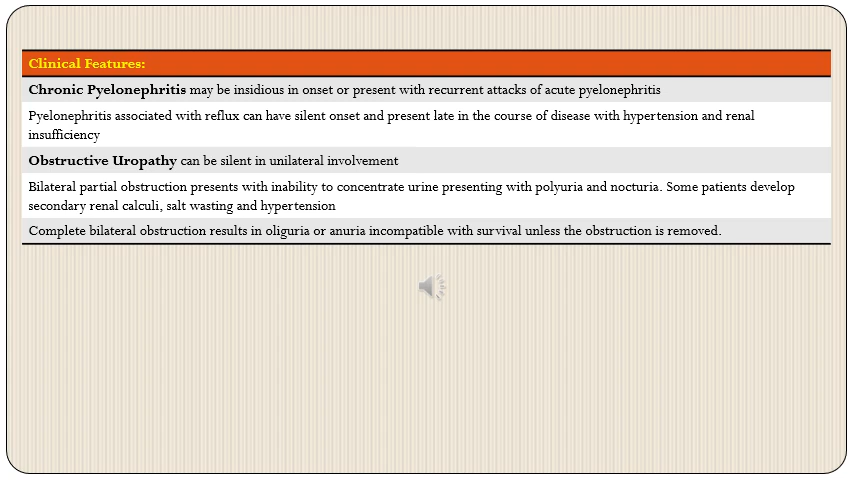 Clinical Features:
Chronic Pyelonephritis may be insidious in onset or present with recurrent attacks of acute pyelonephritis
Pyelonephritis associated with reflux can have silent onset and present late in the course of disease with hypertension and renal
insufficiency
Obstructive Uropathy can be silent in unilateral involvement
Bilateral partial obstruction presents with inability to concentrate urine presenting with polyuria and nocturia. Some patients develop
secondary renal calculi, salt wasting and hypertension
Complete bilateral obstruction results in oliguria or anuria incompatible with survival unless the obstruction is removed.